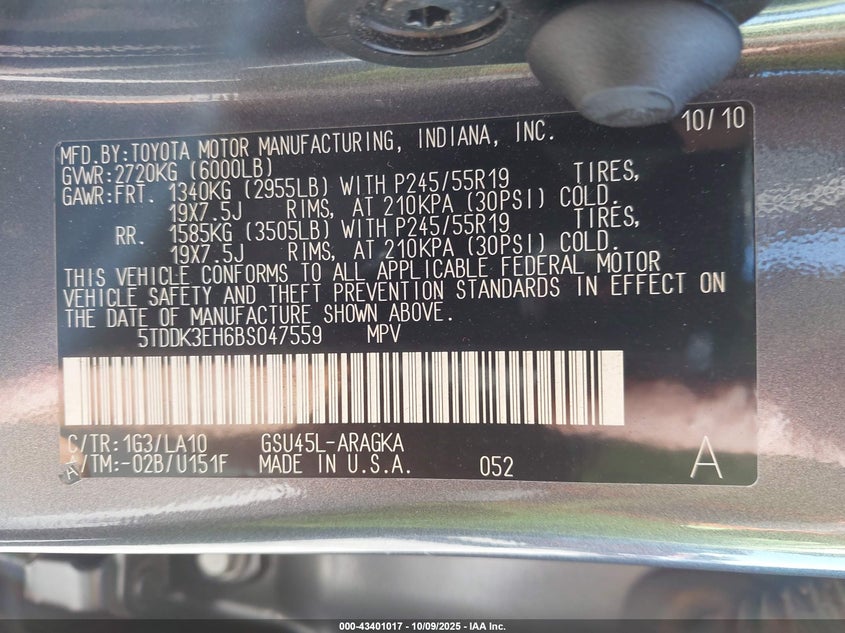 10/10
MFD.BY:TOYOTA MOTOR MANUFACTURING, INDIANA, INC.
GVWR:2720KG (6000LB)
GAWR:FRT. 1340KG (2955LB) WITH P245/55R19 TIRES,
19X7.5J RIMS, AT 210KPA (30PSI) COLD.
RR. 1585KG (3505LB) WITH P245/55R19 TIRES,
19X7.5J RIMS, AT 210KPA (30PSI) COLD.
THIS VEHICLE CONFORMS TO ALL APPLICABLE FEDERAL MOTOR
VEHICLE SAFETY AND THEFT PREVENTION STANDARDS IN EFFECT ON
THE DATE OF MANUFACTURE SHOWN ABOVE.
5TDDK3EH6BS047559 MPV
C/TR:1G3/LA10 GSU45L-ARAGKA
A/TM:-02B/U151F MADE IN U.S.A. 052 A
000-43401017 - 10/09/2025 - IAA Inc.